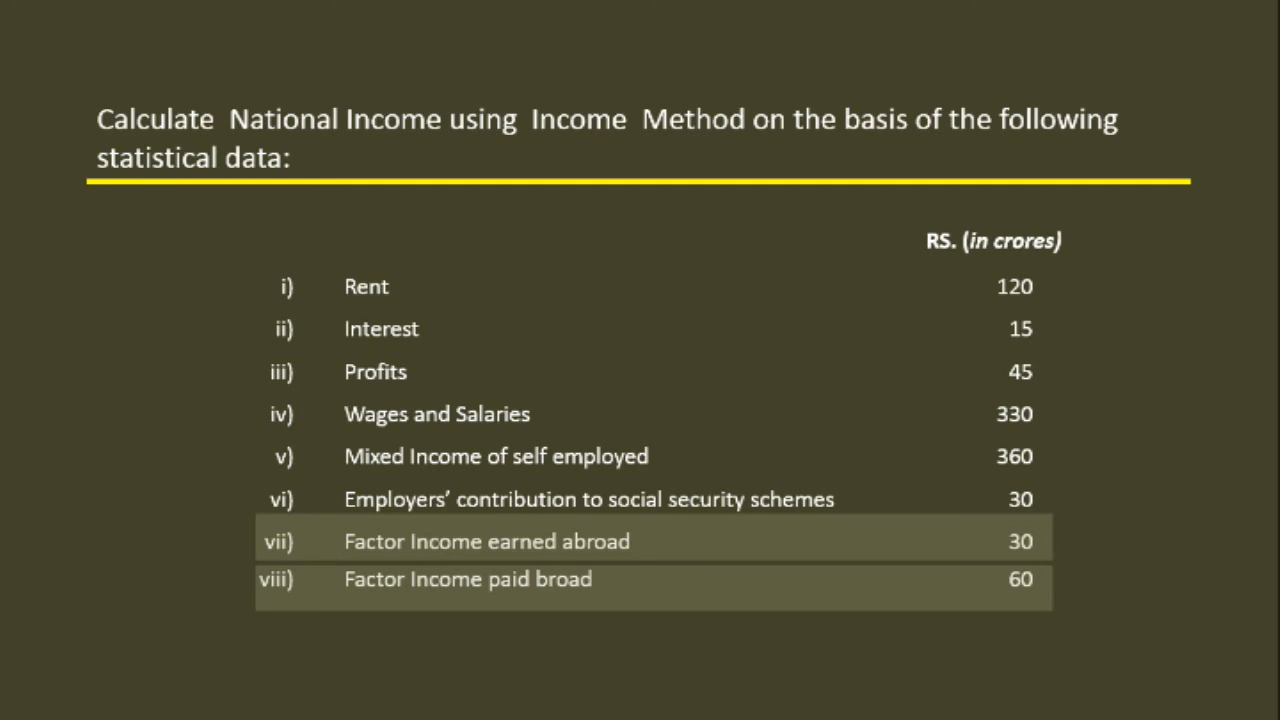 Calculate National Income using Income Method on the basis of the following
statistical data:
RS. (in crores)
i) Rent 120
ii) Interest 15
iii) Profits 45
iv) Wages and Salaries 330
v) Mixed Income of self employed 360
vi) Employers’ contribution to social security schemes 30
vii) Factor Income earned abroad 30
viii) Factor Income paid broad 60